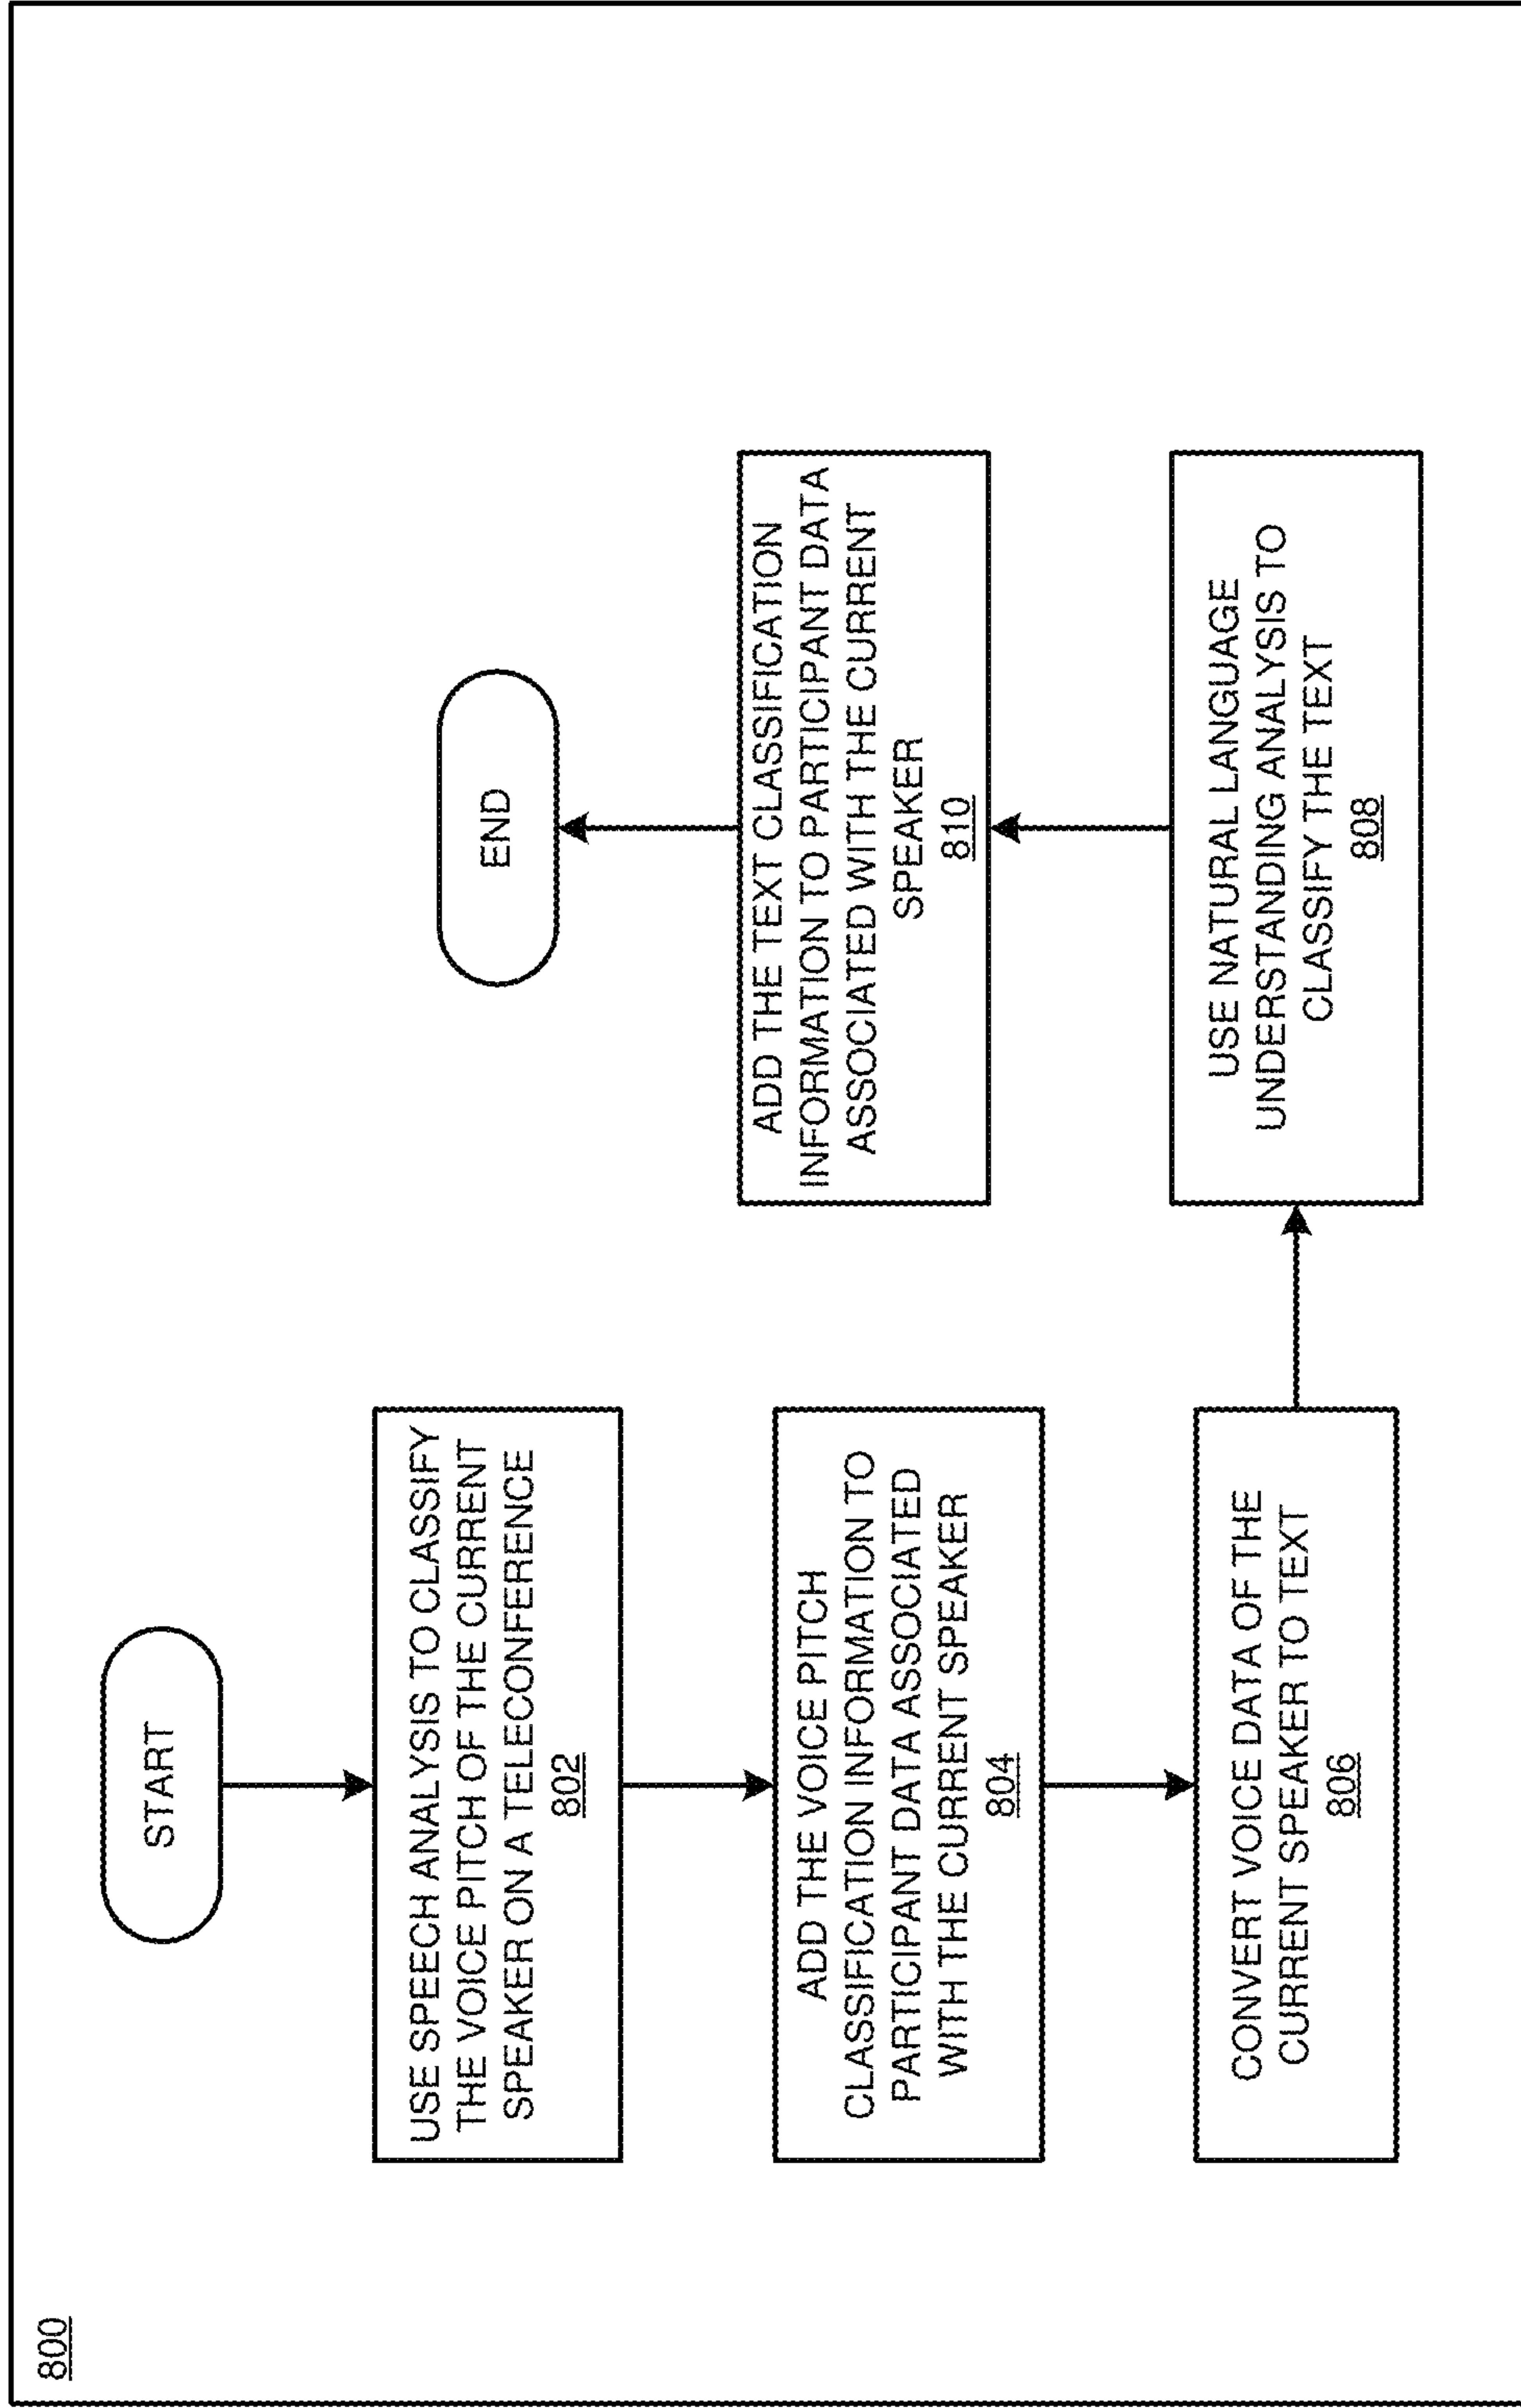 800
START
USE SPEECH ANALYSIS TO CLASSIFY
THE VOICE PITCH OF THE CURRENT
SPEAKER ON A TELECONFERENCE
802
ADD THE VOICE PITCH
CLASSIFICATION INFORMATION TO
PARTICIPANT DATA ASSOCIATED
WITH THE CURRENT SPEAKER
804
CONVERT VOICE DATA OF THE
CURRENT SPEAKER TO TEXT
806
USE NATURAL LANGUAGE
UNDERSTANDING ANALYSIS TO
CLASSIFY THE TEXT
808
ADD THE TEXT CLASSIFICATION
INFORMATION TO PARTICIPANT DATA
ASSOCIATED WITH THE CURRENT
SPEAKER
810
END